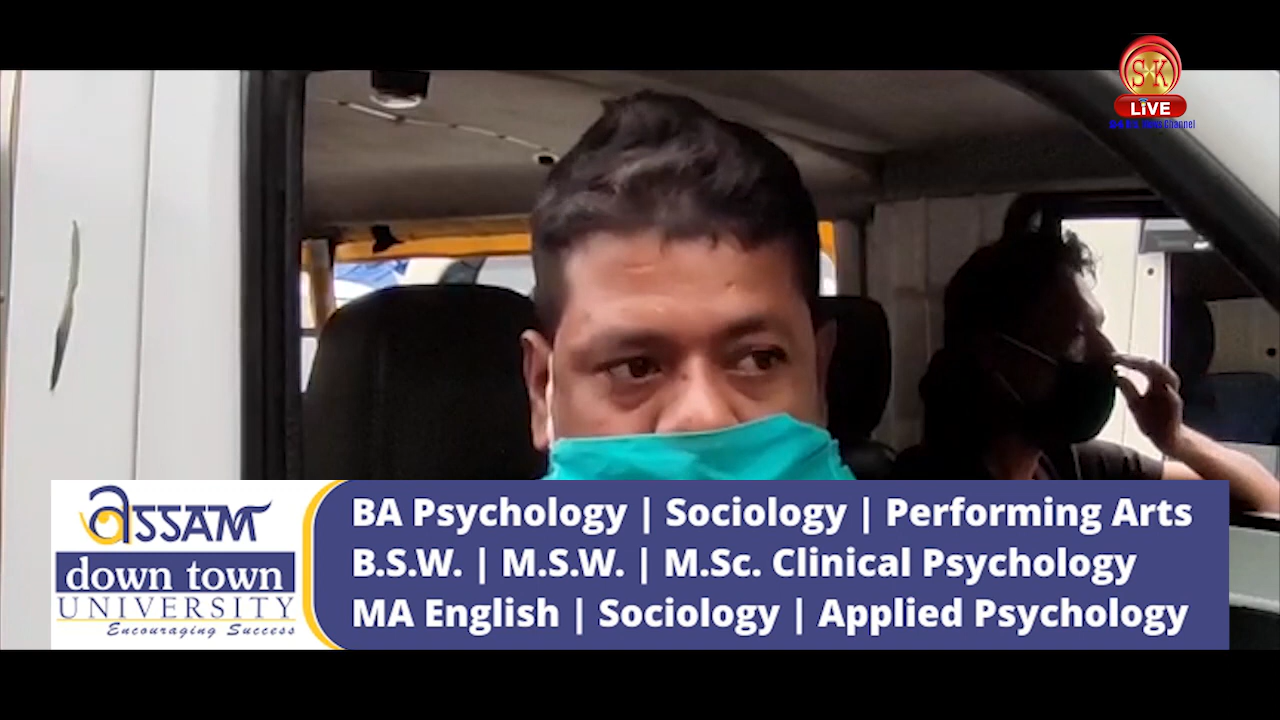 S K
LIVE
অSSAM
down town
UNIVERSITY
Encouraging Success
BA Psychology | Sociology | Performing Arts
B.S.W. | M.S.W. | M.Sc. Clinical Psychology
MA English | Sociology | Applied Psychology